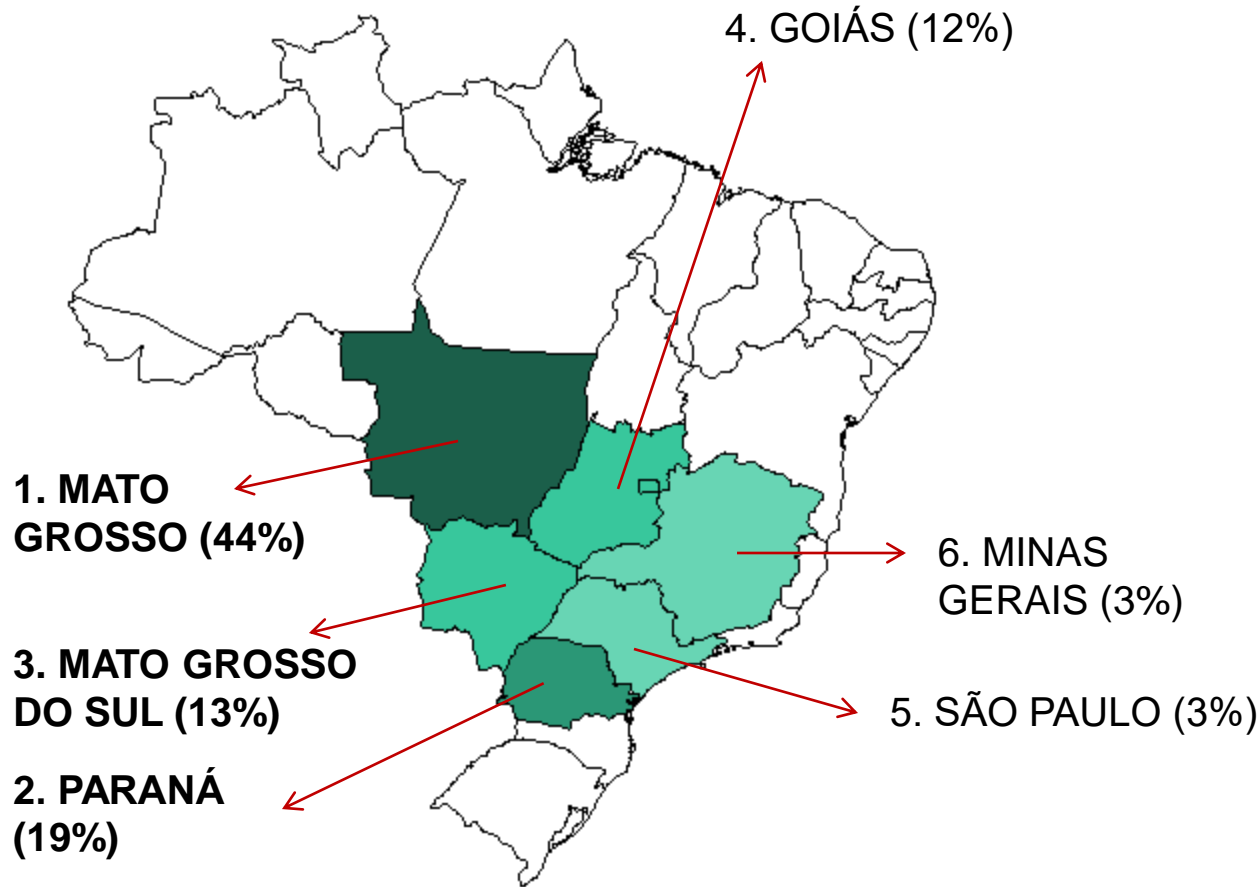 4. GOIÁS (12%)
1. MATO
GROSSO (44%)
6. MINAS
GERAIS (3%)
3. MATO GROSSO
DO SUL (13%)
5. SÃO PAULO (3%)
2. PARANÁ
(19%)